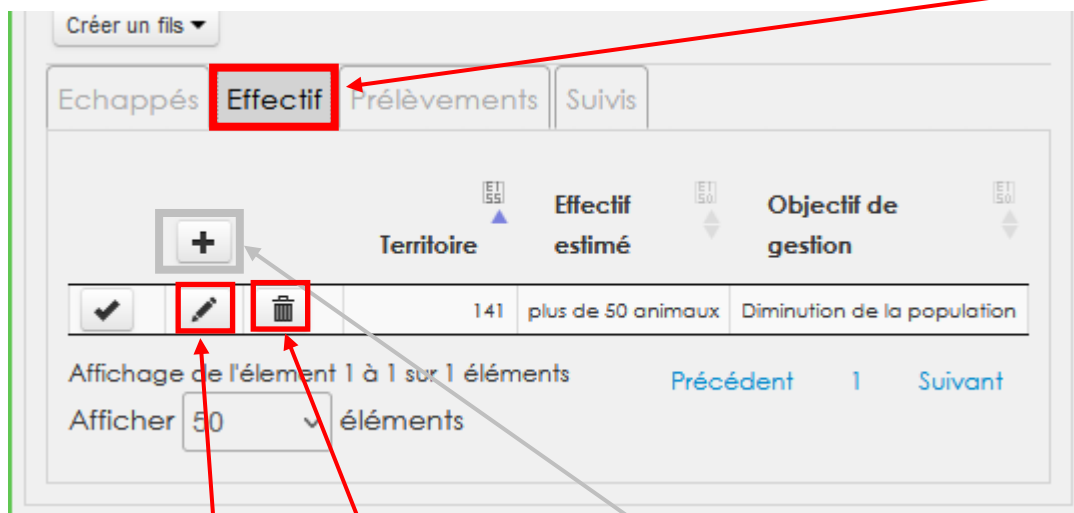 Créer un fils
Echappés Effectif Prélèvements Suivis
Effectif Objectif de
Territoire estimé gestion
141 plus de 50 animaux Diminution de la population
Affichage de l'élement 1 à 1 sur 1 éléments Précédent 1 Suivant
Afficher 50 éléments